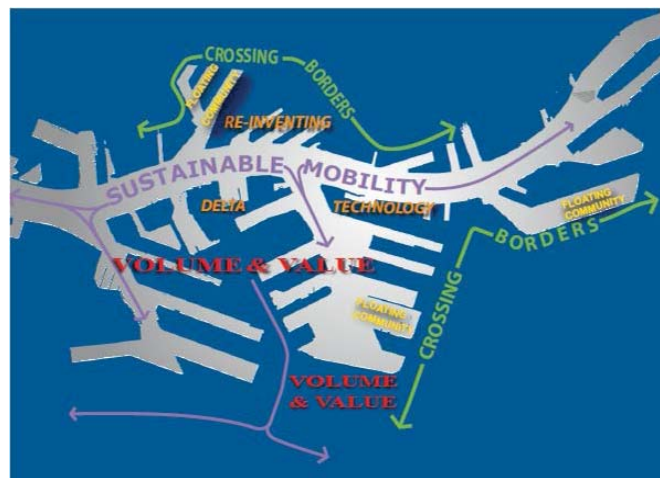 CROSSING
BORDERS
FLOATING
COMMUNITY
RE-INVENTING
SUSTAINABLE MOBILITY
DELTA
TECHNOLOGY
FLOATING
COMMUNITY
BORDERS
CROSSING
VOLUME & VALUE
FLOATING
COMMUNITY
VOLUME
& VALUE